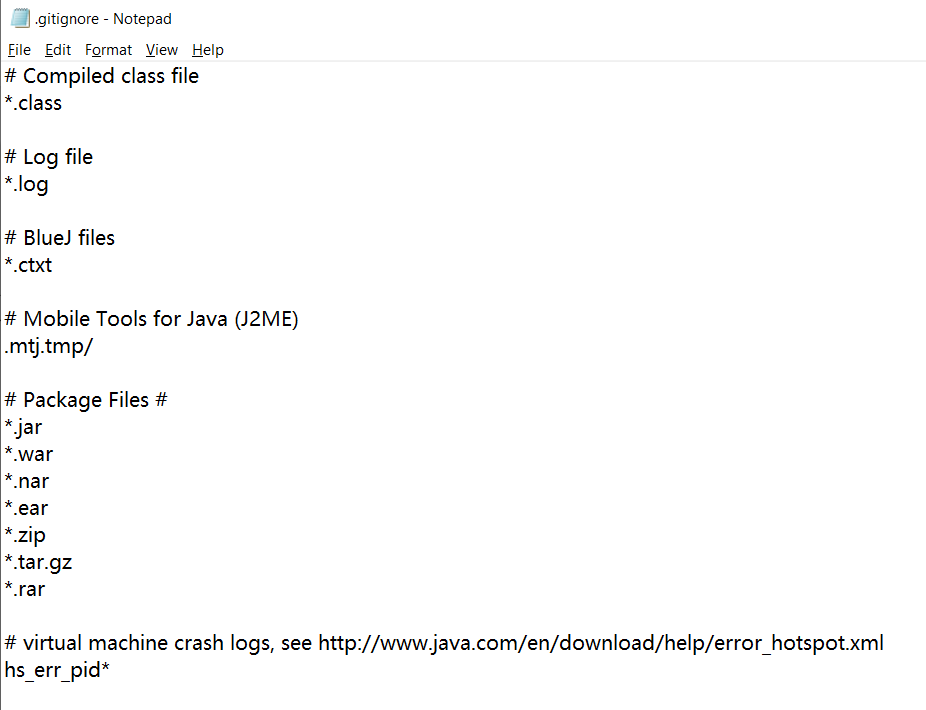 .gitignore - Notepad
File Edit Format View Help
# Compiled class file
*.class
# Log file
*.log
# BlueJ files
*.ctxt
# Mobile Tools for Java (J2ME)
.mtj.tmp/
# Package Files #
*.jar
*.war
*.nar
*.ear
*.zip
*.tar.gz
*.rar
# virtual machine crash logs, see http://www.java.com/en/download/help/error_hotspot.xml
hs_err_pid*